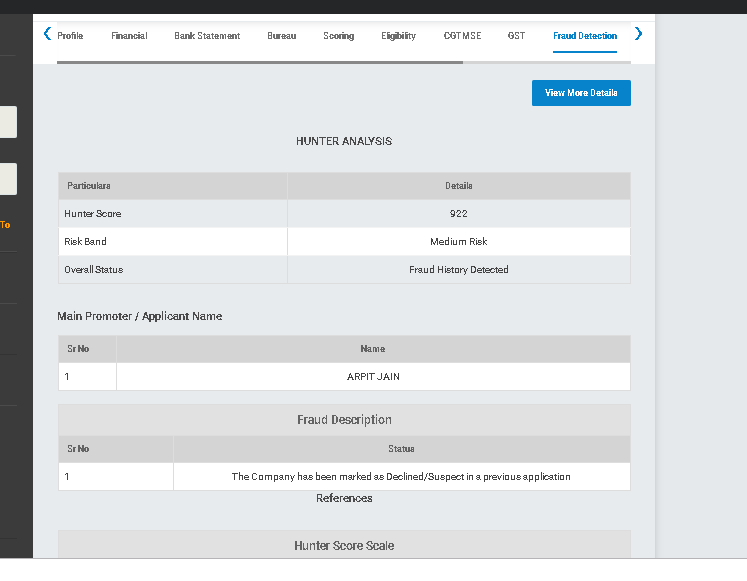 Profile Financial Bank Statement Bureau Scoring Eligibility CGTMSE GST Fraud Detection
View More Details
To
HUNTER ANALYSIS
Particulars Details
Hunter Score 922
Risk Band Medium Risk
Overall Status Fraud History Detected
Main Promoter / Applicant Name
Sr No Name
1 ARPIT JAIN
Fraud Description
Sr No Status
1 The Company has been marked as Declined/Suspect in a previous application
References
Hunter Score Scale